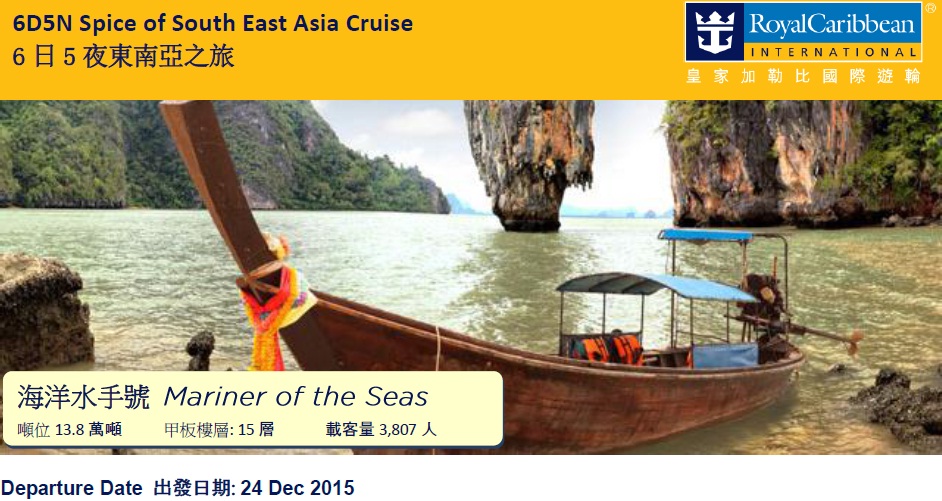 6D5N Spice of South East Asia Cruise
6 日 5 夜東南亞之旅
RoyalCaribbean®
INTERNATIONAL
皇家加勒比國際遊輪
海洋水手號 Mariner of the Seas
噸位 13.8 萬噸 甲板樓層: 15 層 載客量 3,807 人
Departure Date 出發日期: 24 Dec 2015